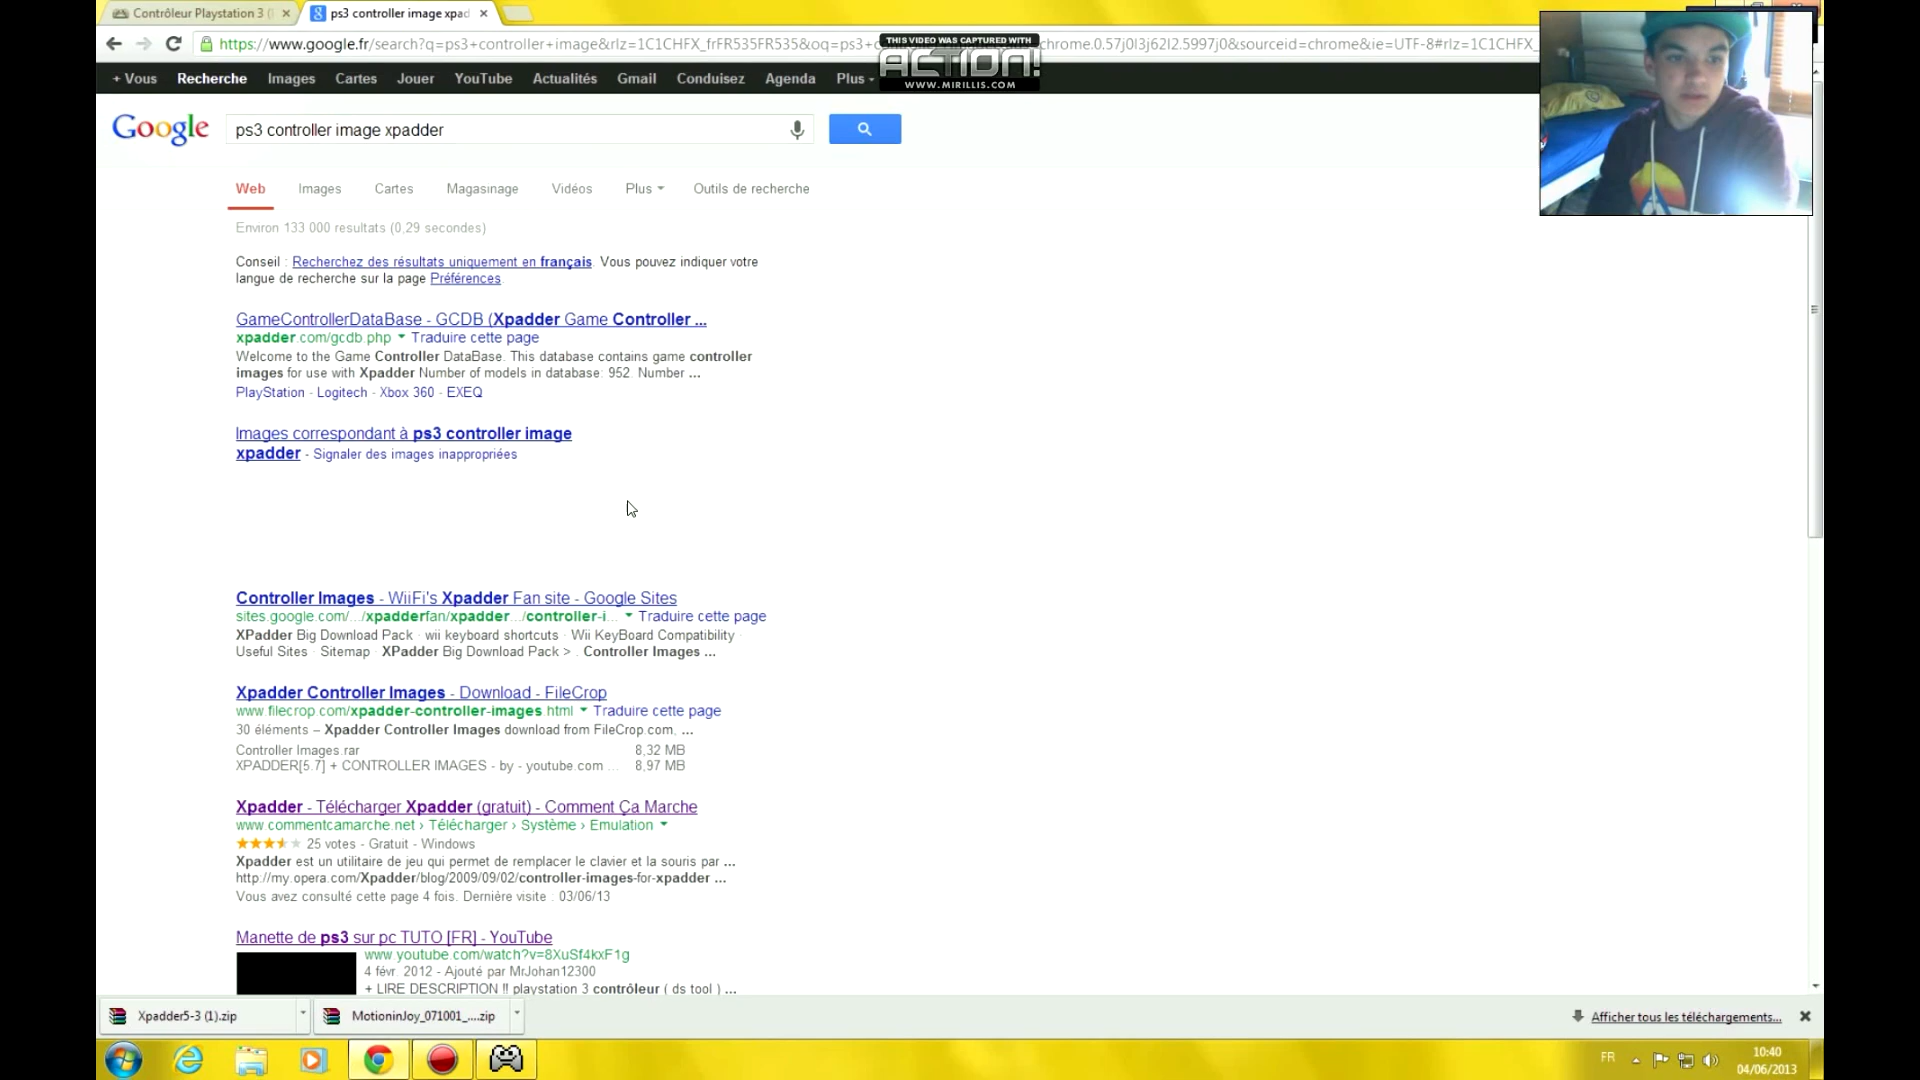 Contrôleur Playstation 3 (
ps3 controller image xpad
https://www.google.fr/search?q=ps3+controller+image&rlz=1C1CHFX_frFR535FR535&oq=ps3+c
chrome.0.57j0l3j62l2.5997j0&sourceid=chrome&ie=UTF-8#rlz=1C1CHFX_
THIS VIDEO WAS CAPTURED WITH
ACTION!
WWW.MIRILLIS.COM
+ Vous Recherche Images Cartes Jouer YouTube Actualités Gmail Conduisez Agenda Plus
Google
ps3 controller image xpadder
Web Images Cartes Magasinage Vidéos Plus Outils de recherche
Environ 133 000 resultats (0,29 secondes)
Conseil : Recherchez des résultats uniquement en français. Vous pouvez indiquer votre
langue de recherche sur la page Préférences
GameControllerDataBase - GCDB (Xpadder Game Controller ...
xpadder.com/gcdb.php Traduire cette page
Welcome to the Game Controller DataBase. This database contains game controller
images for use with Xpadder Number of models in database: 952. Number ...
PlayStation - Logitech - Xbox 360 - EXEQ
Images correspondant à ps3 controller image
xpadder - Signaler des images inappropriées
Controller Images - WiiFi's Xpadder Fan site - Google Sites
sites.google.com/.../xpadderfan/xpadder.../controller-i... Traduire cette page
XPadder Big Download Pack · wii keyboard shortcuts · Wii KeyBoard Compatibility ·
Useful Sites · Sitemap · XPadder Big Download Pack > . Controller Images ...
Xpadder Controller Images - Download - FileCrop
www.filecrop.com/xpadder-controller-images.html Traduire cette page
30 éléments – Xpadder Controller Images download from FileCrop.com, ...
Controller Images.rar 8,32 MB
XPADDER[5.7] + CONTROLLER IMAGES - by - youtube.com ... 8,97 MB
Xpadder - Télécharger Xpadder (gratuit) - Comment Ça Marche
www.commentcamarche.net › Télécharger › Système › Emulation
25 votes - Gratuit - Windows
Xpadder est un utilitaire de jeu qui permet de remplacer le clavier et la souris par ...
http://my.opera.com/Xpadder/blog/2009/09/02/controller-images-for-xpadder ...
Vous avez consulté cette page 4 fois. Dernière visite : 03/06/13
Manette de ps3 sur pc TUTO [FR] - YouTube
www.youtube.com/watch?v=8XuSf4kxF1g
4 févr. 2012 - Ajouté par MrJohan12300
+ LIRE DESCRIPTION !! playstation 3 contrôleur ( ds tool ) ...
Xpadder5-3 (1).zip
MotioninJoy_071001_....zip
Afficher tous les téléchargements...
FR
10:40
04/06/2013